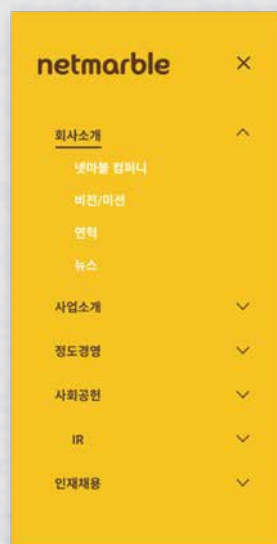 netmarble
회사소개
넷마블 컴퍼니
비전/미션
연혁
뉴스
사업소개
정도경영
사회공헌
IR
인재채용